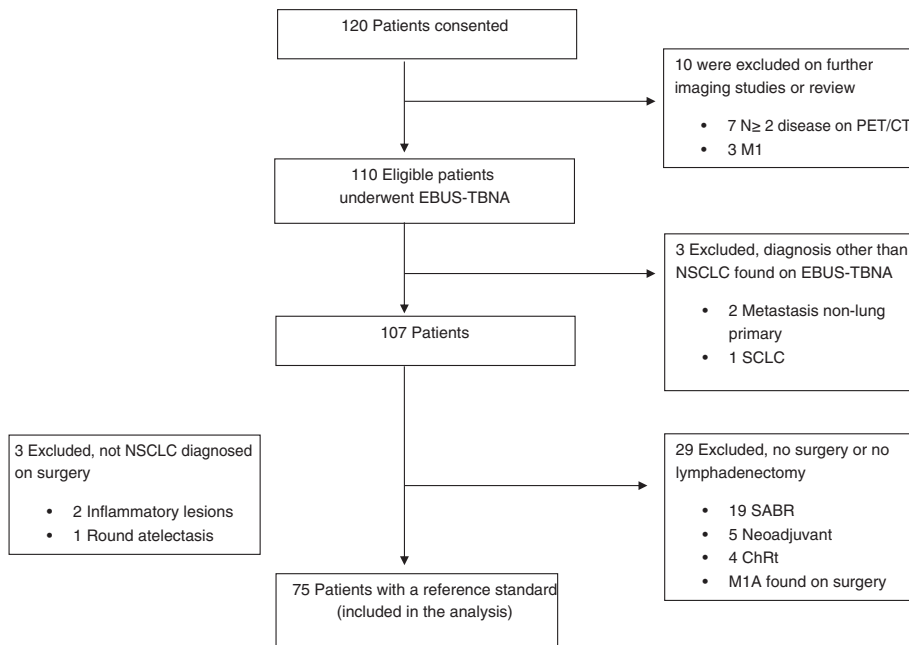 120 Patients consented
10 were excluded on further
imaging studies or review
• 7 N≥ 2 disease on PET/CT
• 3 M1
110 Eligible patients
underwent EBUS-TBNA
3 Excluded, diagnosis other than
NSCLC found on EBUS-TBNA
• 2 Metastasis non-lung
primary
• 1 SCLC
107 Patients
3 Excluded, not NSCLC diagnosed
on surgery
• 2 Inflammatory lesions
• 1 Round atelectasis
29 Excluded, no surgery or no
lymphadenectomy
• 19 SABR
• 5 Neoadjuvant
• 4 ChRt
• M1A found on surgery
75 Patients with a reference standard
(included in the analysis)